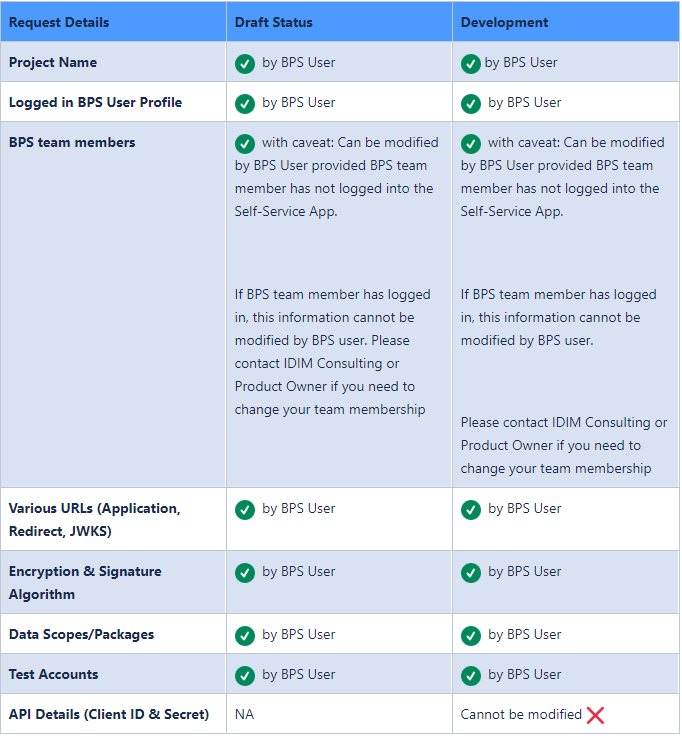 Request Details
Draft Status
Development
Project Name
by BPS User
by BPS User
Logged in BPS User Profile
by BPS User
by BPS User
BPS team members
with caveat: Can be modified
by BPS User provided BPS team
member has not logged into the
Self-Service App.
If BPS team member has logged
in, this information cannot be
modified by BPS user. Please
contact IDIM Consulting or
Product Owner if you need to
change your team membership
with caveat: Can be modified
by BPS User provided BPS team
member has not logged into the
Self-Service App.
If BPS team member has logged
in, this information cannot be
modified by BPS user.
Please contact IDIM Consulting or
Product Owner if you need to
change your team membership
Various URLs (Application,
Redirect, JWKS)
by BPS User
by BPS User
Encryption & Signature
Algorithm
by BPS User
by BPS User
Data Scopes/Packages
by BPS User
by BPS User
Test Accounts
by BPS User
by BPS User
API Details (Client ID & Secret)
NA
Cannot be modified